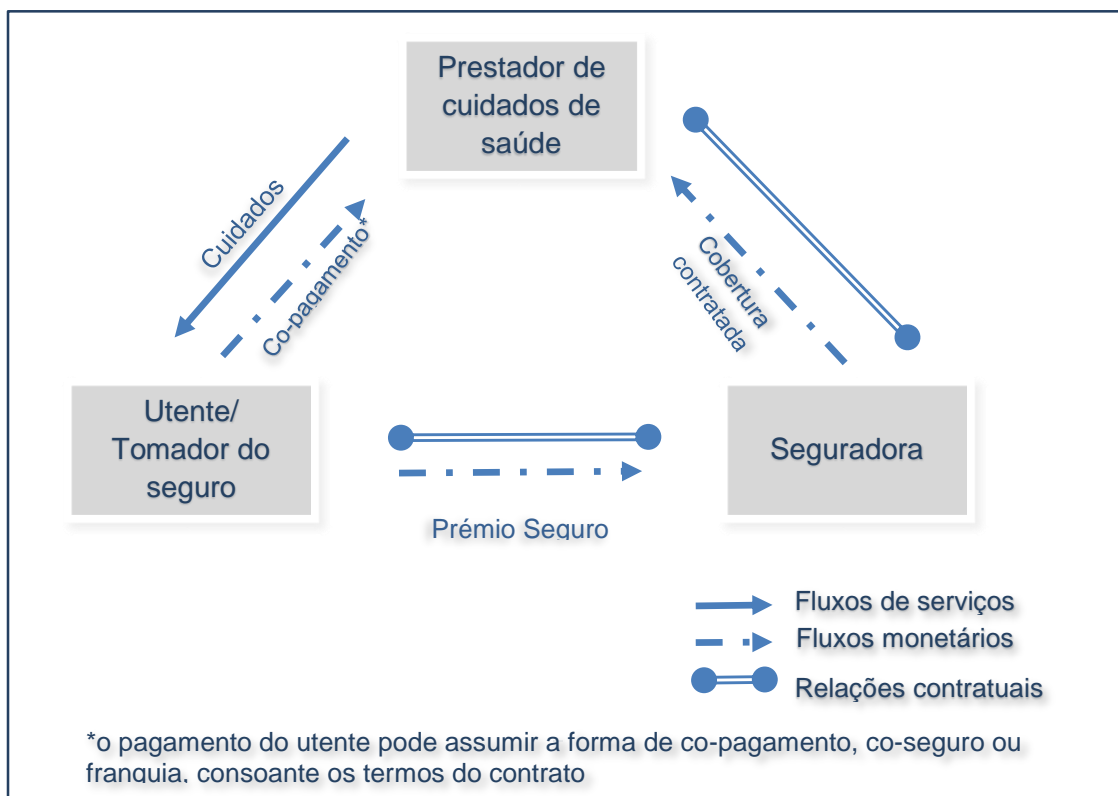 Prestador de
cuidados de
saúde
Cuidados
Co-pagamento*
Cobertura
contratada
Utente/
Tomador do
seguro
Seguradora
Prémio Seguro
Fluxos de serviços
Fluxos monetários
Relações contratuais
*o pagamento do utente pode assumir a forma de co-pagamento, co-seguro ou
franquia, consoante os termos do contrato